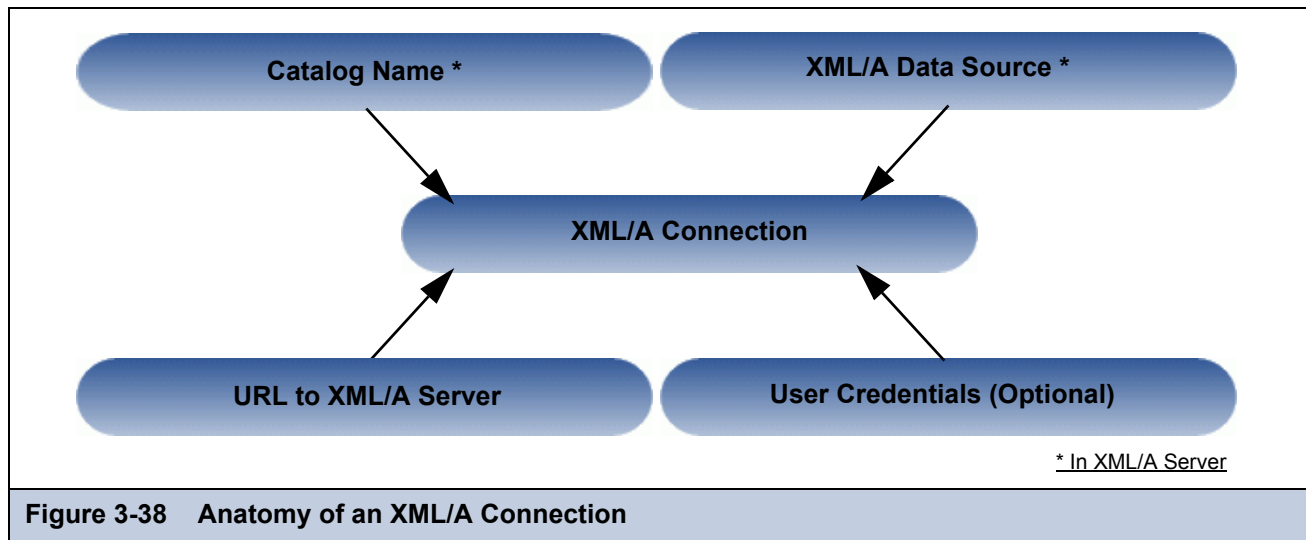 Catalog Name *
XML/A Data Source *
XML/A Connection
URL to XML/A Server
User Credentials (Optional)
* In XML/A Server
Figure 3-38 Anatomy of an XML/A Connection